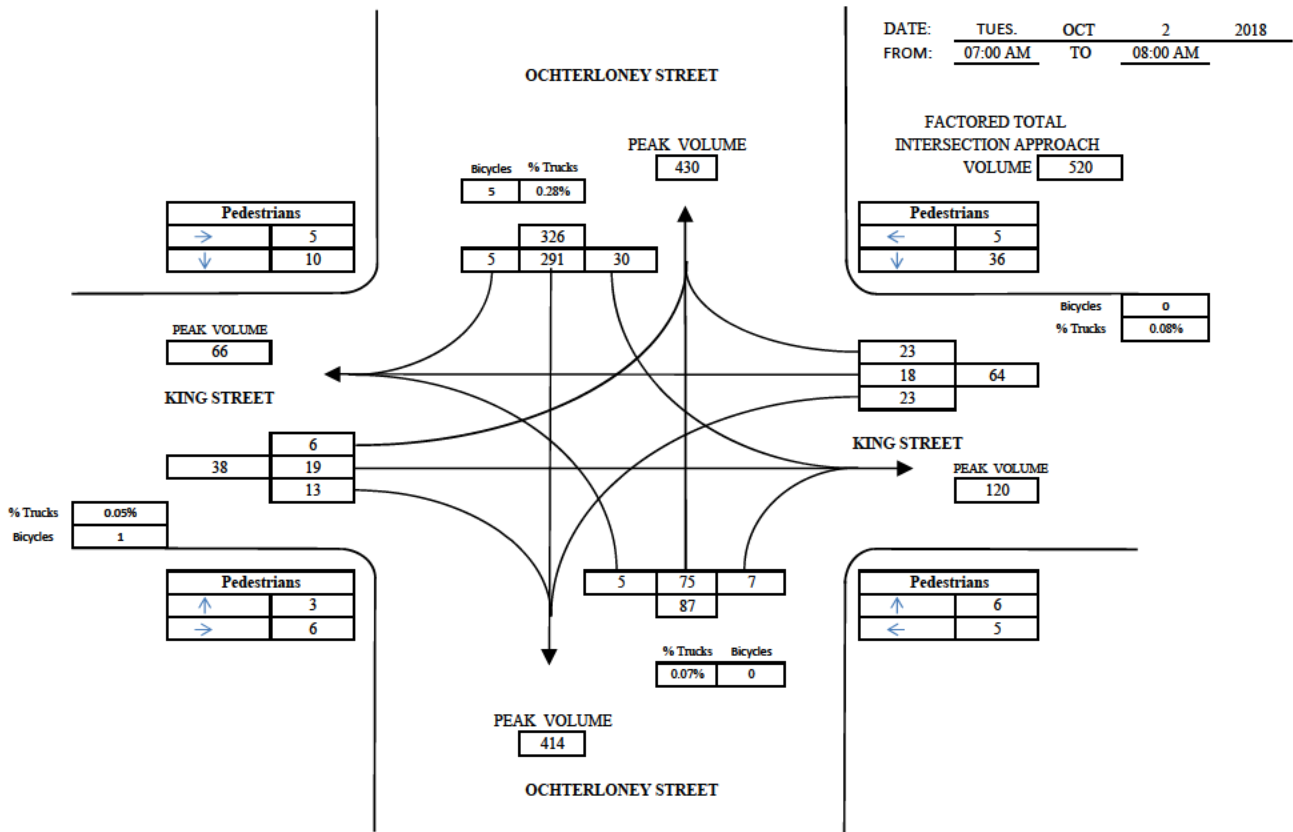 DATE: TUES. OCT 2 2018
FROM: 07:00 AM TO 08:00 AM
OCHTERLONEY STREET
FACTORED TOTAL
INTERSECTION APPROACH
VOLUME 520
PEAK VOLUME
430
Bicycles % Trucks
5 0.28%
Pedestrians
→ 5
↓ 10
326
5 291 30
Pedestrians
← 5
↓ 36
Bicycles 0
% Trucks 0.08%
PEAK VOLUME
66
KING STREET
23
18 64
23
6
38 19
13
KING STREET
PEAK VOLUME
120
% Trucks 0.05%
Bicycles 1
Pedestrians
↑ 3
→ 6
5 75 7
87
Pedestrians
↑ 6
← 5
% Trucks Bicycles
0.07% 0
PEAK VOLUME
414
OCHTERLONEY STREET